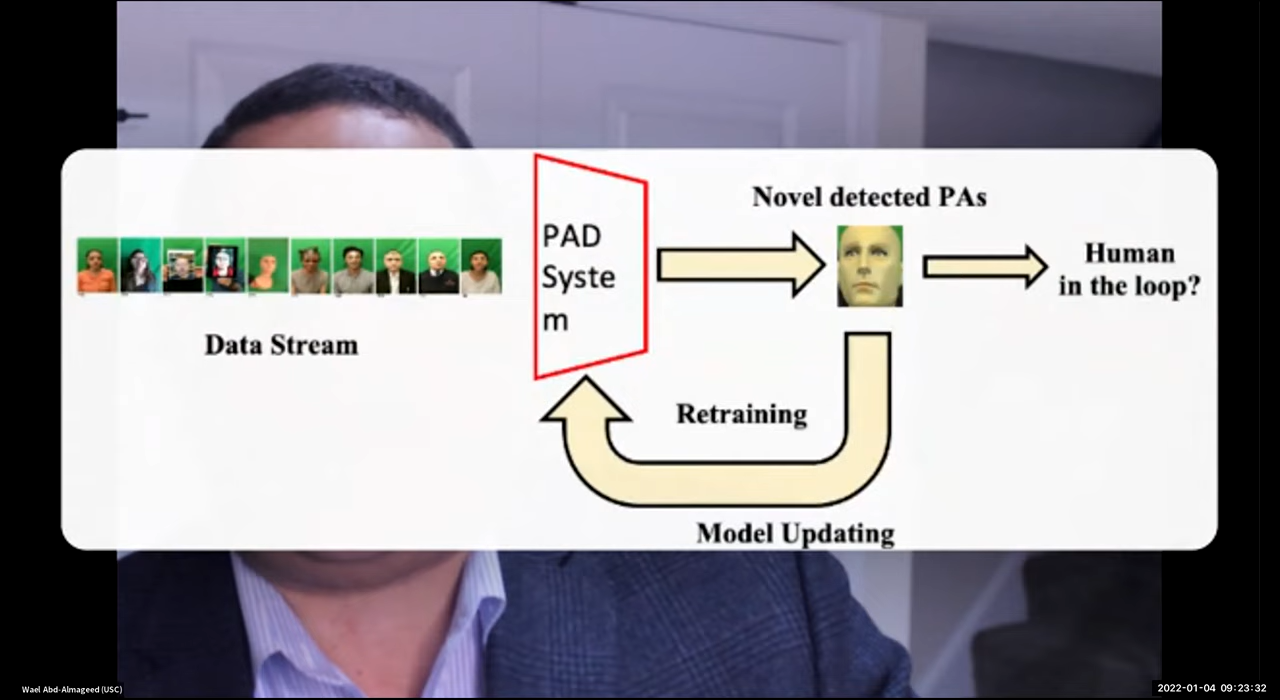 Data Stream
PAD
Syste
m
Novel detected PAs
Human
in the loop?
Retraining
Model Updating
Wael Abd-Almageed (USC)
2022-01-04 09:23:32